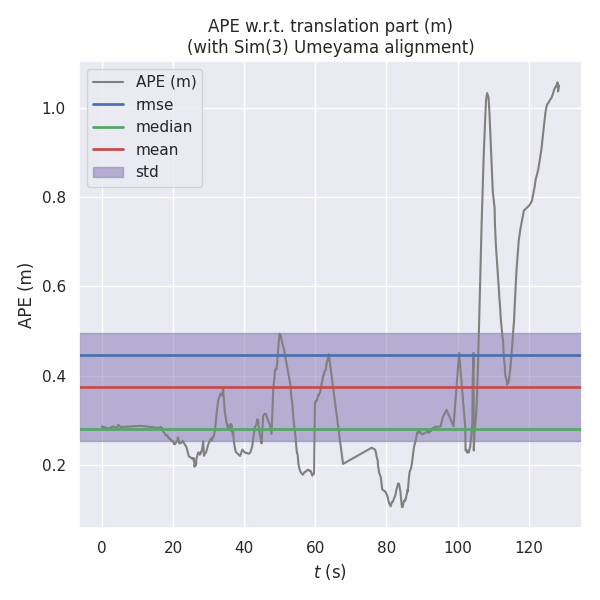 APE w.r.t. translation part (m)
(with Sim(3) Umeyama alignment)
APE (m)
rmse
median
mean
std
1.0
0.8
0.6
0.4
0.2
APE (m)
0 20 40 60 80 100 120
t (s)